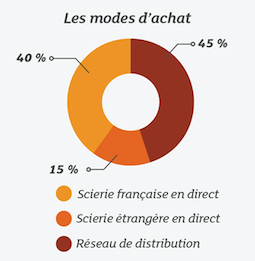 Les modes d'achat
45 %
40 %
15 %
Scierie française en direct
Scierie étrangère en direct
Réseau de distribution